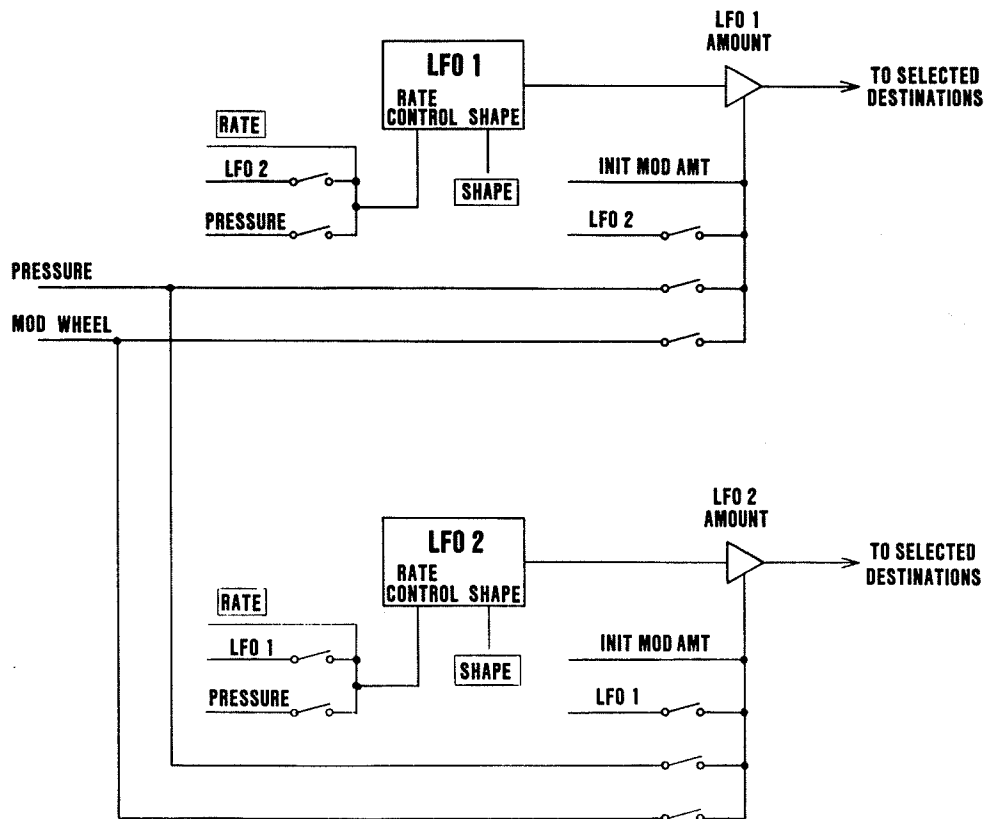 LFO 1
AMOUNT
LFO 1
RATE
CONTROL SHAPE
TO SELECTED
DESTINATIONS
RATE
LFO 2
SHAPE
INIT MOD AMT
PRESSURE
LFO 2
PRESSURE
MOD WHEEL
LFO 2
AMOUNT
LFO 2
RATE
CONTROL SHAPE
TO SELECTED
DESTINATIONS
RATE
LFO 1
SHAPE
INIT MOD AMT
PRESSURE
LFO 1